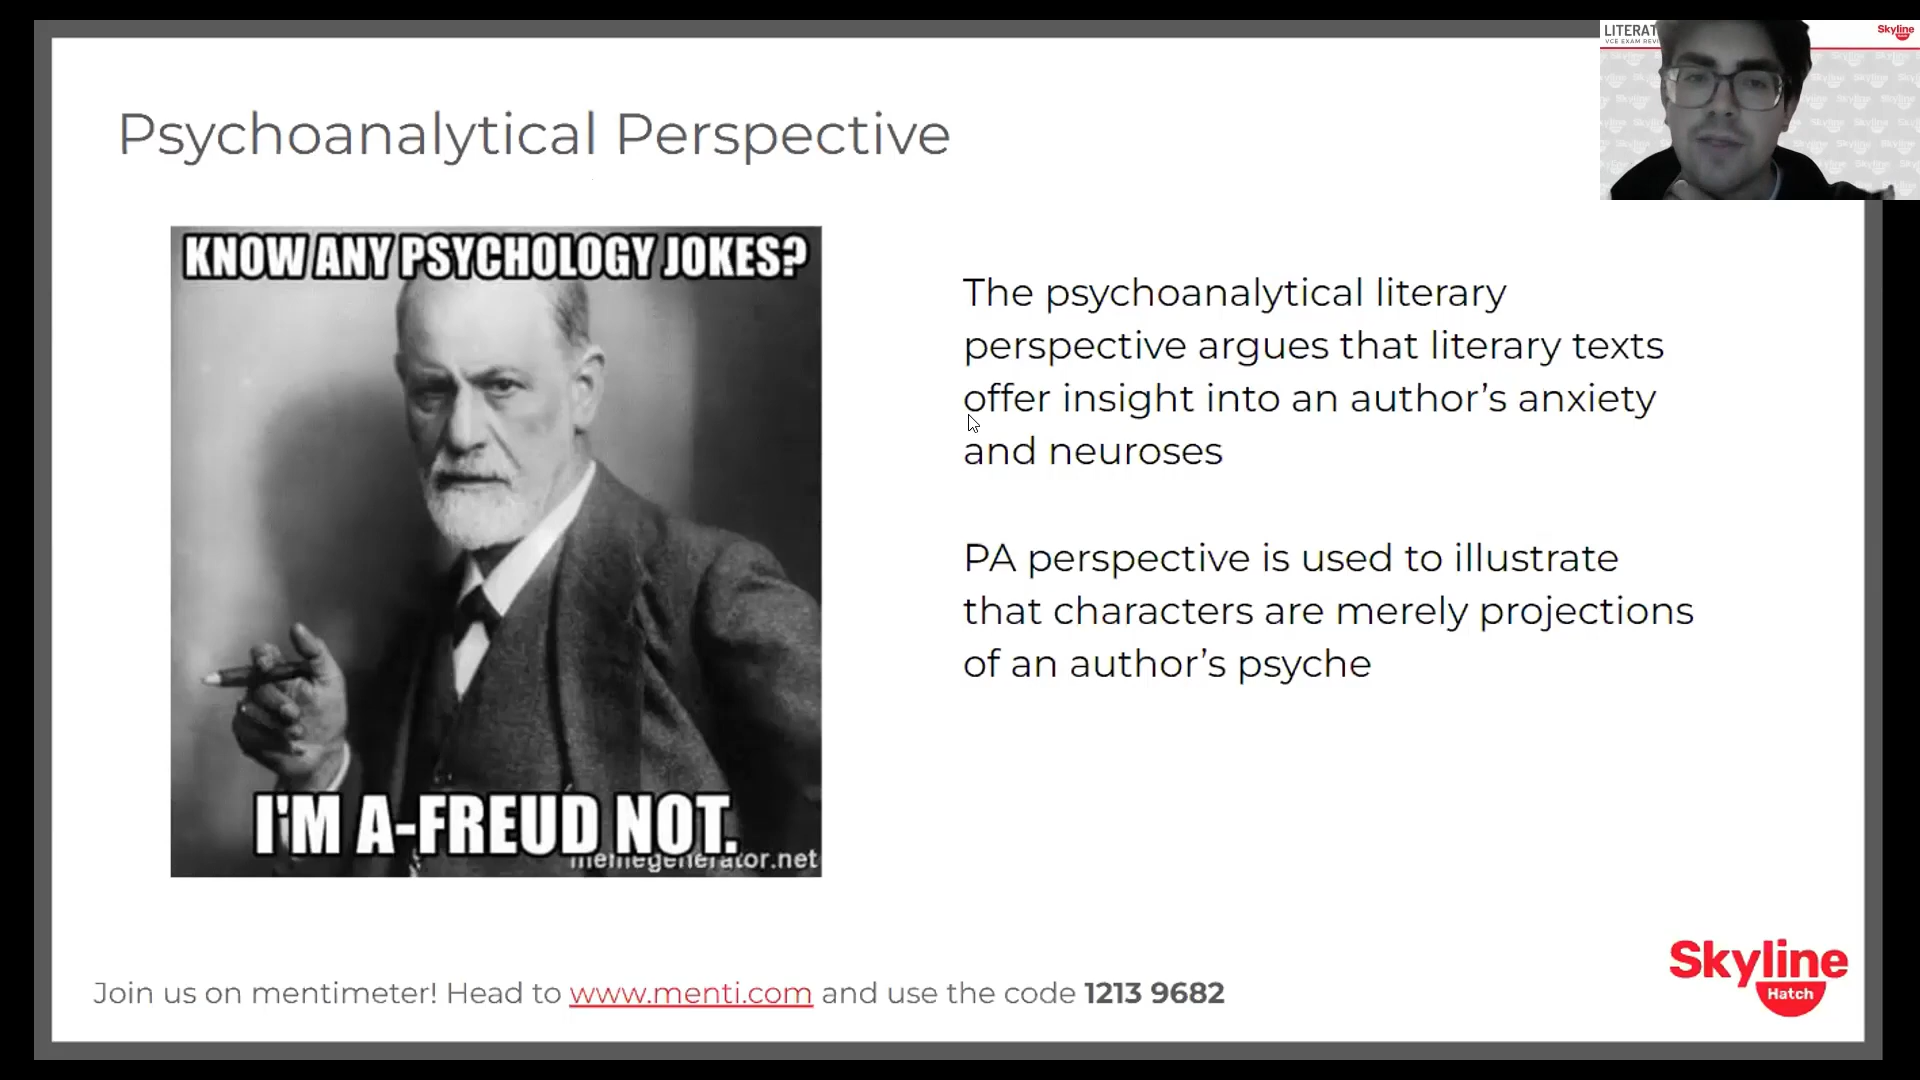 Psychoanalytical Perspective
LITERAT
VCE EXAM REVI
Skyline
KNOW ANY PSYCHOLOGY JOKES?
I'M A-FREUD NOT.
memegenerator.net
The psychoanalytical literary
perspective argues that literary texts
offer insight into an author's anxiety
and neuroses
PA perspective is used to illustrate
that characters are merely projections
of an author's psyche
Join us on mentimeter! Head to www.menti.com and use the code 1213 9682
Skyline
Hatch